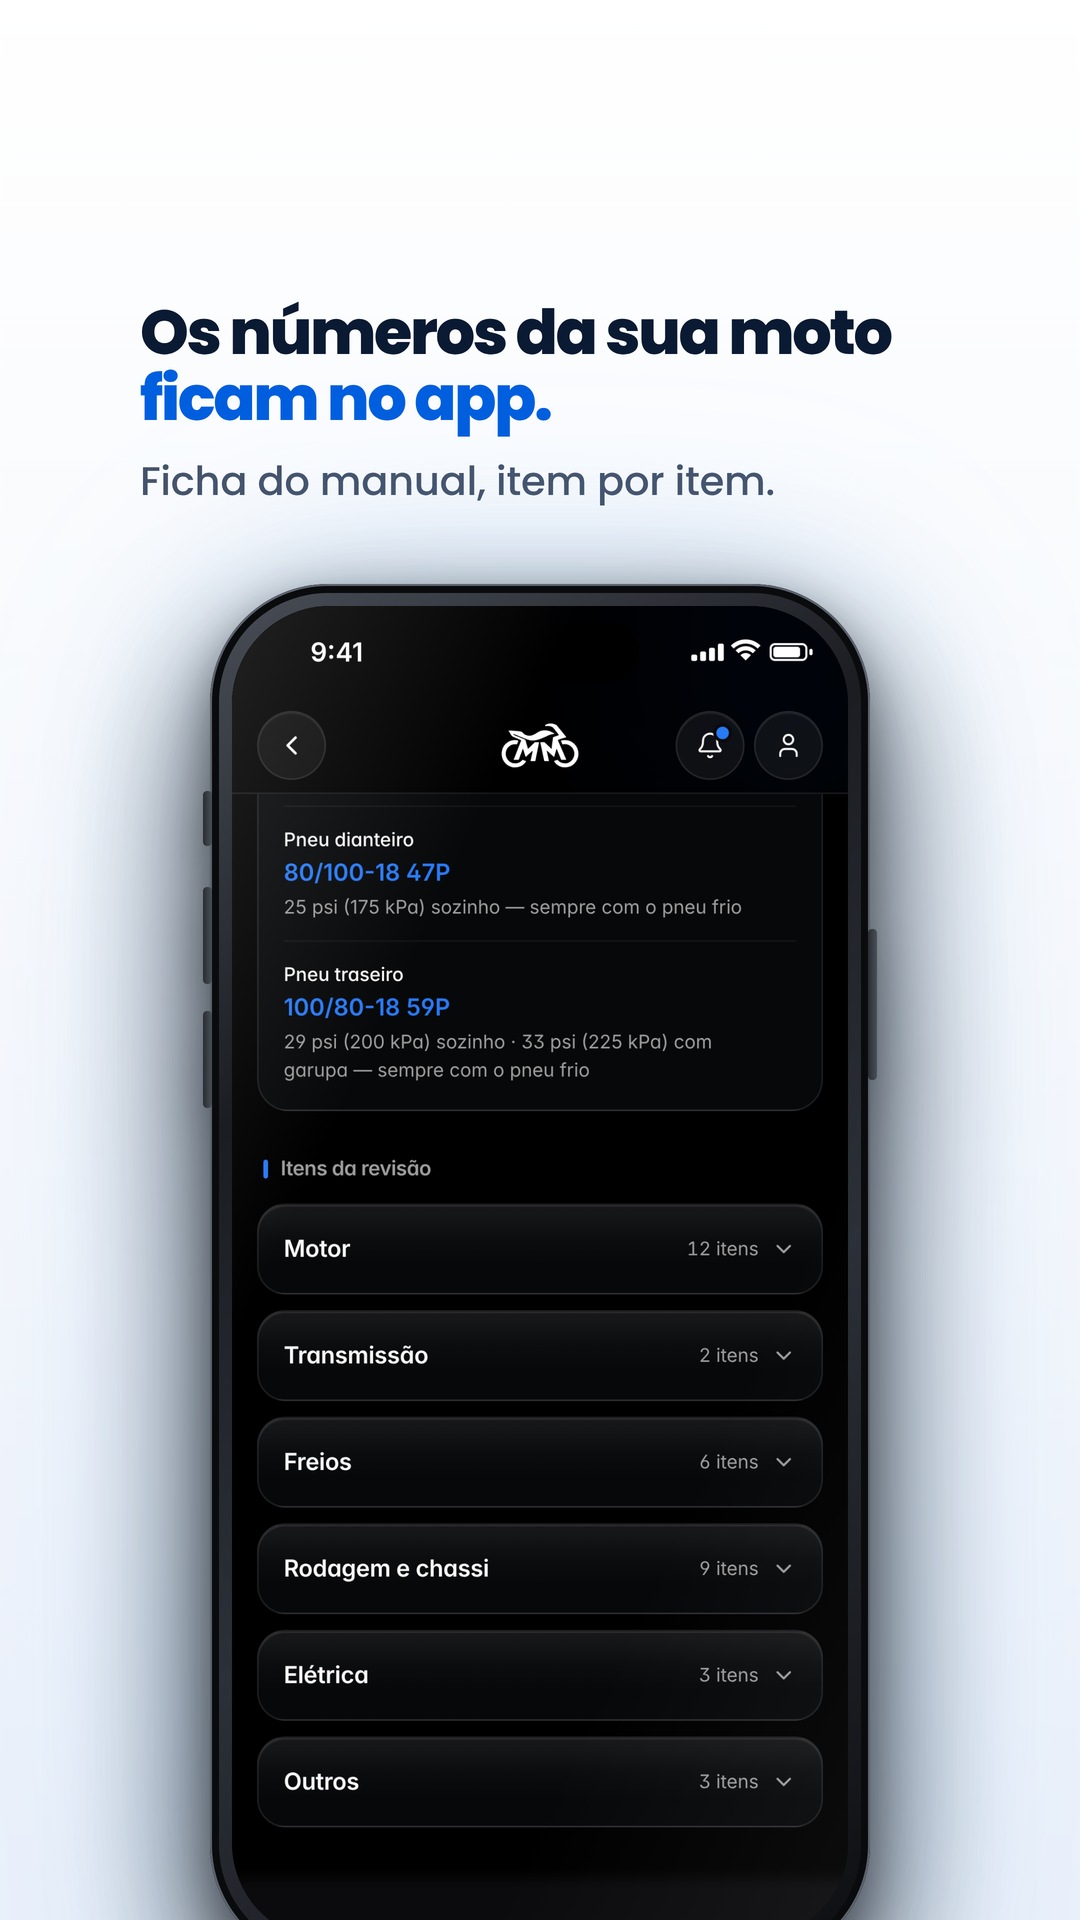 Os números da sua moto
ficam no app.
Ficha do manual, item por item.
9:41
MM
Pneu dianteiro
80/100-18 47P
25 psi (175 kPa) sozinho — sempre com o pneu frio
Pneu traseiro
100/80-18 59P
29 psi (200 kPa) sozinho · 33 psi (225 kPa) com
garupa — sempre com o pneu frio
Itens da revisão
Motor 12 itens
Transmissão 2 itens
Freios 6 itens
Rodagem e chassi 9 itens
Elétrica 3 itens
Outros 3 itens